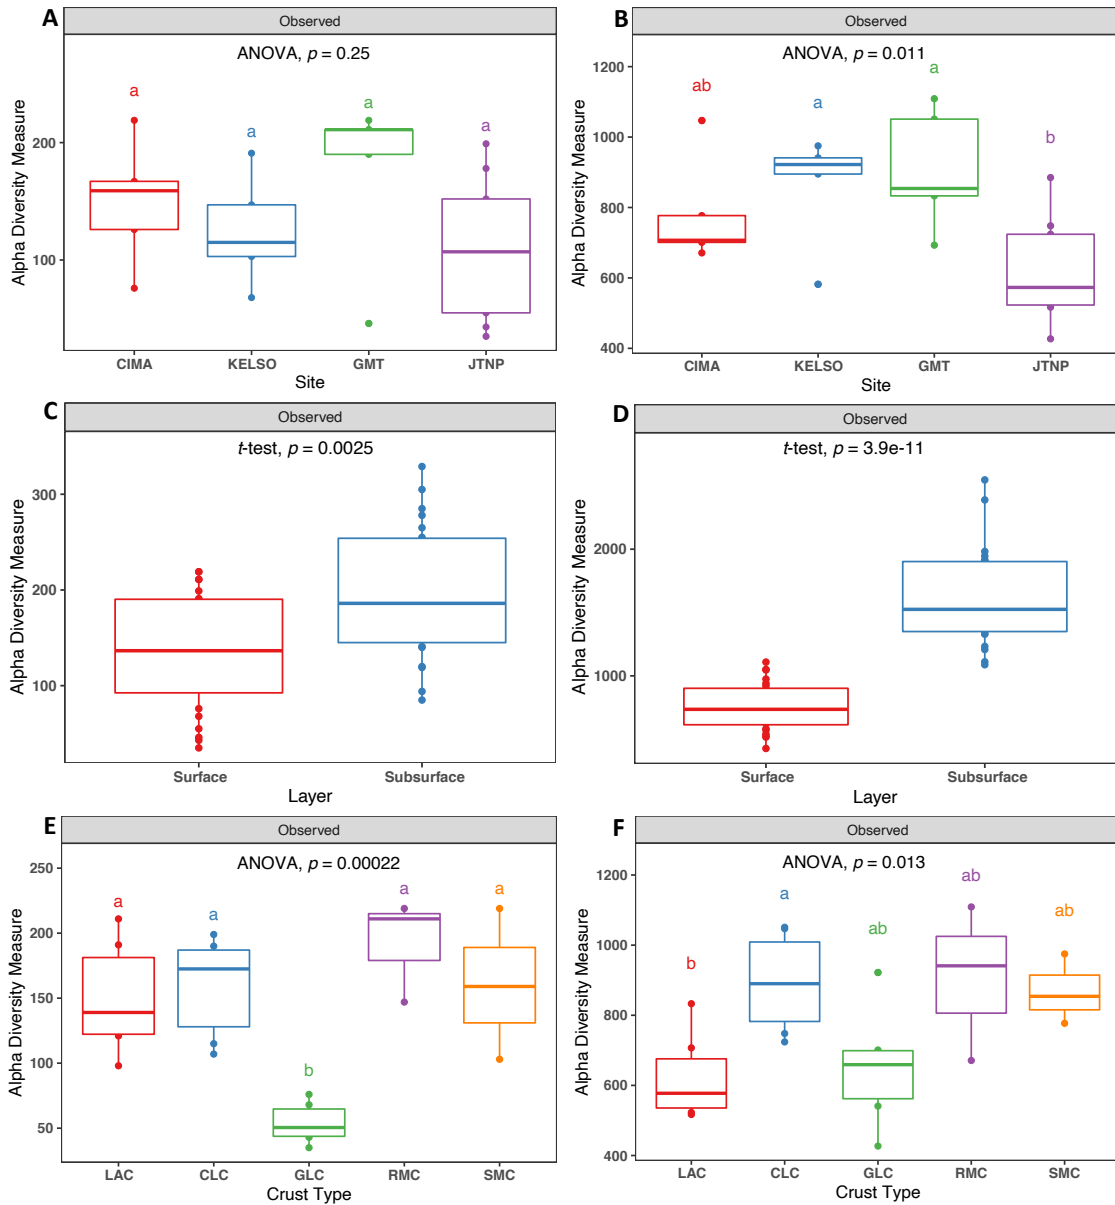 A
Observed
ANOVA, p = 0.25
Alpha Diversity Measure
200
100
a
a
a
a
CIMA
KELSO
GMT
JTNP
Site
B
Observed
ANOVA, p = 0.011
Alpha Diversity Measure
1200
1000
800
600
400
ab
a
a
b
CIMA
KELSO
GMT
JTNP
Site
C
Observed
t-test, p = 0.0025
Alpha Diversity Measure
300
200
100
Surface
Subsurface
Layer
D
Observed
t-test, p = 3.9e-11
Alpha Diversity Measure
2000
1000
Surface
Subsurface
Layer
E
Observed
ANOVA, p = 0.00022
Alpha Diversity Measure
250
200
150
100
50
a
a
b
a
a
LAC
CLC
GLC
RMC
SMC
Crust Type
F
Observed
ANOVA, p = 0.013
Alpha Diversity Measure
1200
1000
800
600
400
b
a
ab
ab
ab
LAC
CLC
GLC
RMC
SMC
Crust Type